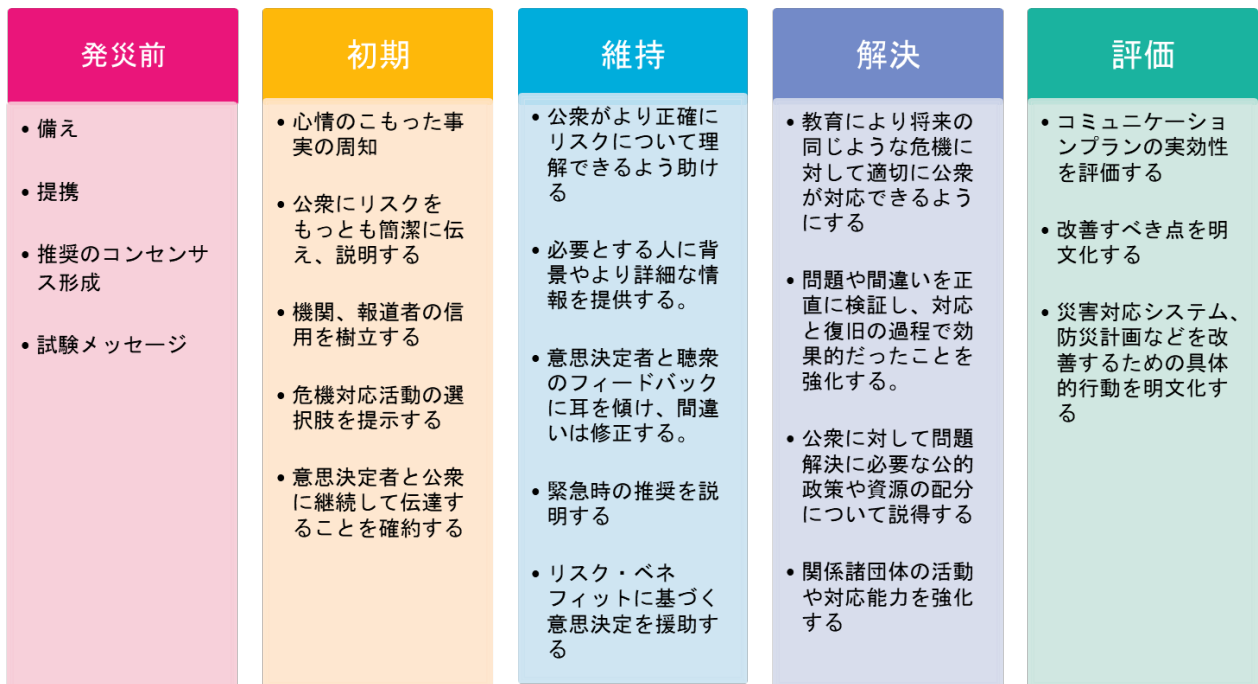 発災前
• 備え
• 提携
• 推奨のコンセンサ
ス形成
• 試験メッセージ
初期
• 心情のこもった事
実の周知
• 公衆にリスクを
もっとも簡潔に伝
え、説明する
• 機関、報道者の信
用を樹立する
• 危機対応活動の選
択肢を提示する
• 意思決定者と公衆
に継続して伝達す
ることを確約する
維持
• 公衆がより正確に
リスクについて理
解できるよう助け
る
• 必要とする人に背
景やより詳細な情
報を提供する。
• 意思決定者と聴衆
のフィードバック
に耳を傾け、間違
いは修正する。
• 緊急時の推奨を説
明する
• リスク・ベネ
フィットに基づく
意思決定を援助す
る
解決
• 教育により将来の
同じような危機に
対して適切に公衆
が対応できるよう
にする
• 問題や間違いを正
直に検証し、対応
と復旧の過程で効
果的だったことを
強化する。
• 公衆に対して問題
解決に必要な公的
政策や資源の配分
について説得する
• 関係諸団体の活動
や対応能力を強化
する
評価
• コミュニケーショ
ンプランの実効性
を評価する
• 改善すべき点を明
文化する
• 災害対応システム、
防災計画などを改
善するための具体
的行動を明文化す
る